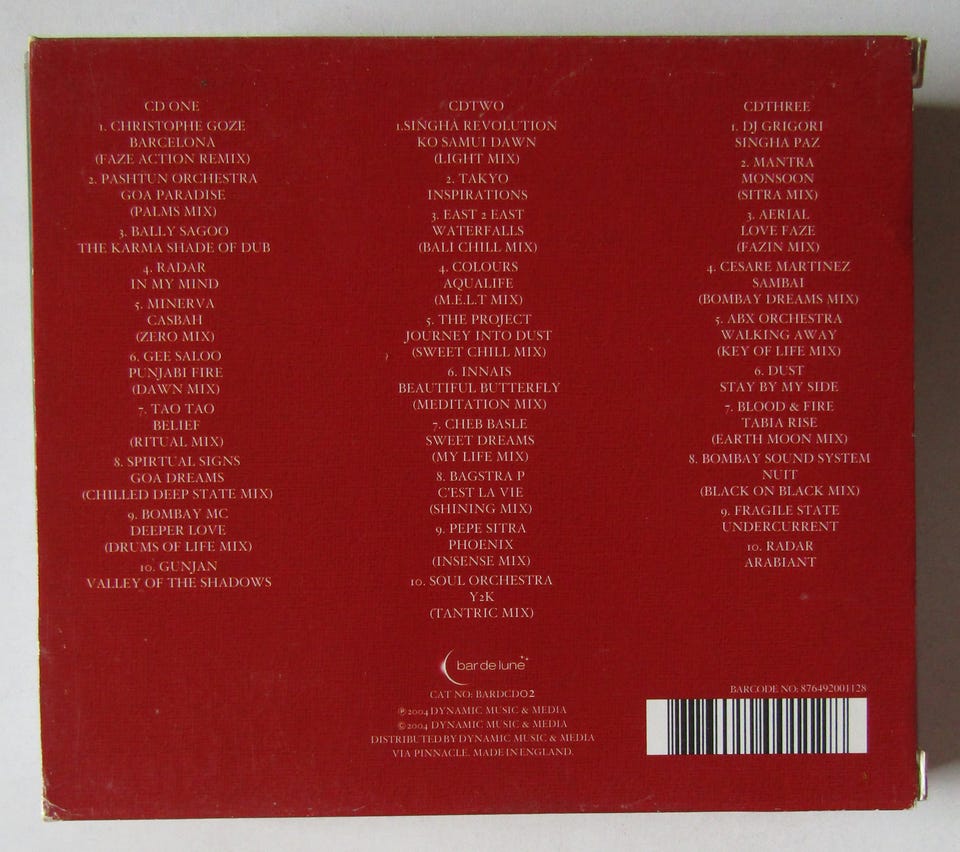 CD ONE
1. CHRISTOPHE GOZE
BARCELONA
(FAZE ACTION REMIX)
2. PASHTUN ORCHESTRA
GOA PARADISE
(PALMS MIX)
3. BALLY SAGOO
THE KARMA SHADE OF DUB
4. RADAR
IN MY MIND
5. MINERVA
CASBAH
(ZERO MIX)
6. GEE SALOO
PUNJABI FIRE
(DAWN MIX)
7. TAO TAO
BELIEF
(RITUAL MIX)
8. SPIRTUAL SIGNS
GOA DREAMS
(CHILLED DEEP STATE MIX)
9. BOMBAY MC
DEEPER LOVE
(DRUMS OF LIFE MIX)
10. GUNJAN
VALLEY OF THE SHADOWS
CDTWO
1.SINGHA REVOLUTION
KO SAMUI DAWN
(LIGHT MIX)
2. TAKYO
INSPIRATIONS
3. EAST 2 EAST
WATERFALLS
(BALI CHILL MIX)
4. COLOURS
AQUALIFE
(M.E.L.T MIX)
5. THE PROJECT
JOURNEY INTO DUST
(SWEET CHILL MIX)
6. INNAIS
BEAUTIFUL BUTTERFLY
(MEDITATION MIX)
7. CHEB BASLE
SWEET DREAMS
(MY LIFE MIX)
8. BAGSTRA P
C'EST LA VIE
(SHINING MIX)
9. PEPE SITRA
PHOENIX
(INSENSE MIX)
10. SOUL ORCHESTRA
Y2K
(TANTRIC MIX)
CDTHREE
1. DJ GRIGORI
SINGHA PAZ
2. MANTRA
MONSOON
(SITRA MIX)
3. AERIAL
LOVE FAZE
(FAZIN MIX)
4. CESARE MARTINEZ
SAMBAI
(BOMBAY DREAMS MIX)
5. ABX ORCHESTRA
WALKING AWAY
(KEY OF LIFE MIX)
6. DUST
STAY BY MY SIDE
7. BLOOD & FIRE
TABIA RISE
(EARTH MOON MIX)
8. BOMBAY SOUND SYSTEM
NUIT
(BLACK ON BLACK MIX)
9. FRAGILE STATE
UNDERCURRENT
10. RADAR
ARABIANT
bar de lune
CAT NO: BARDCD02
℗2004 DYNAMIC MUSIC & MEDIA
©2004 DYNAMIC MUSIC & MEDIA
DISTRIBUTED BY DYNAMIC MUSIC & MEDIA
VIA PINNACLE. MADE IN ENGLAND.
BARCODE NO: 876492001128